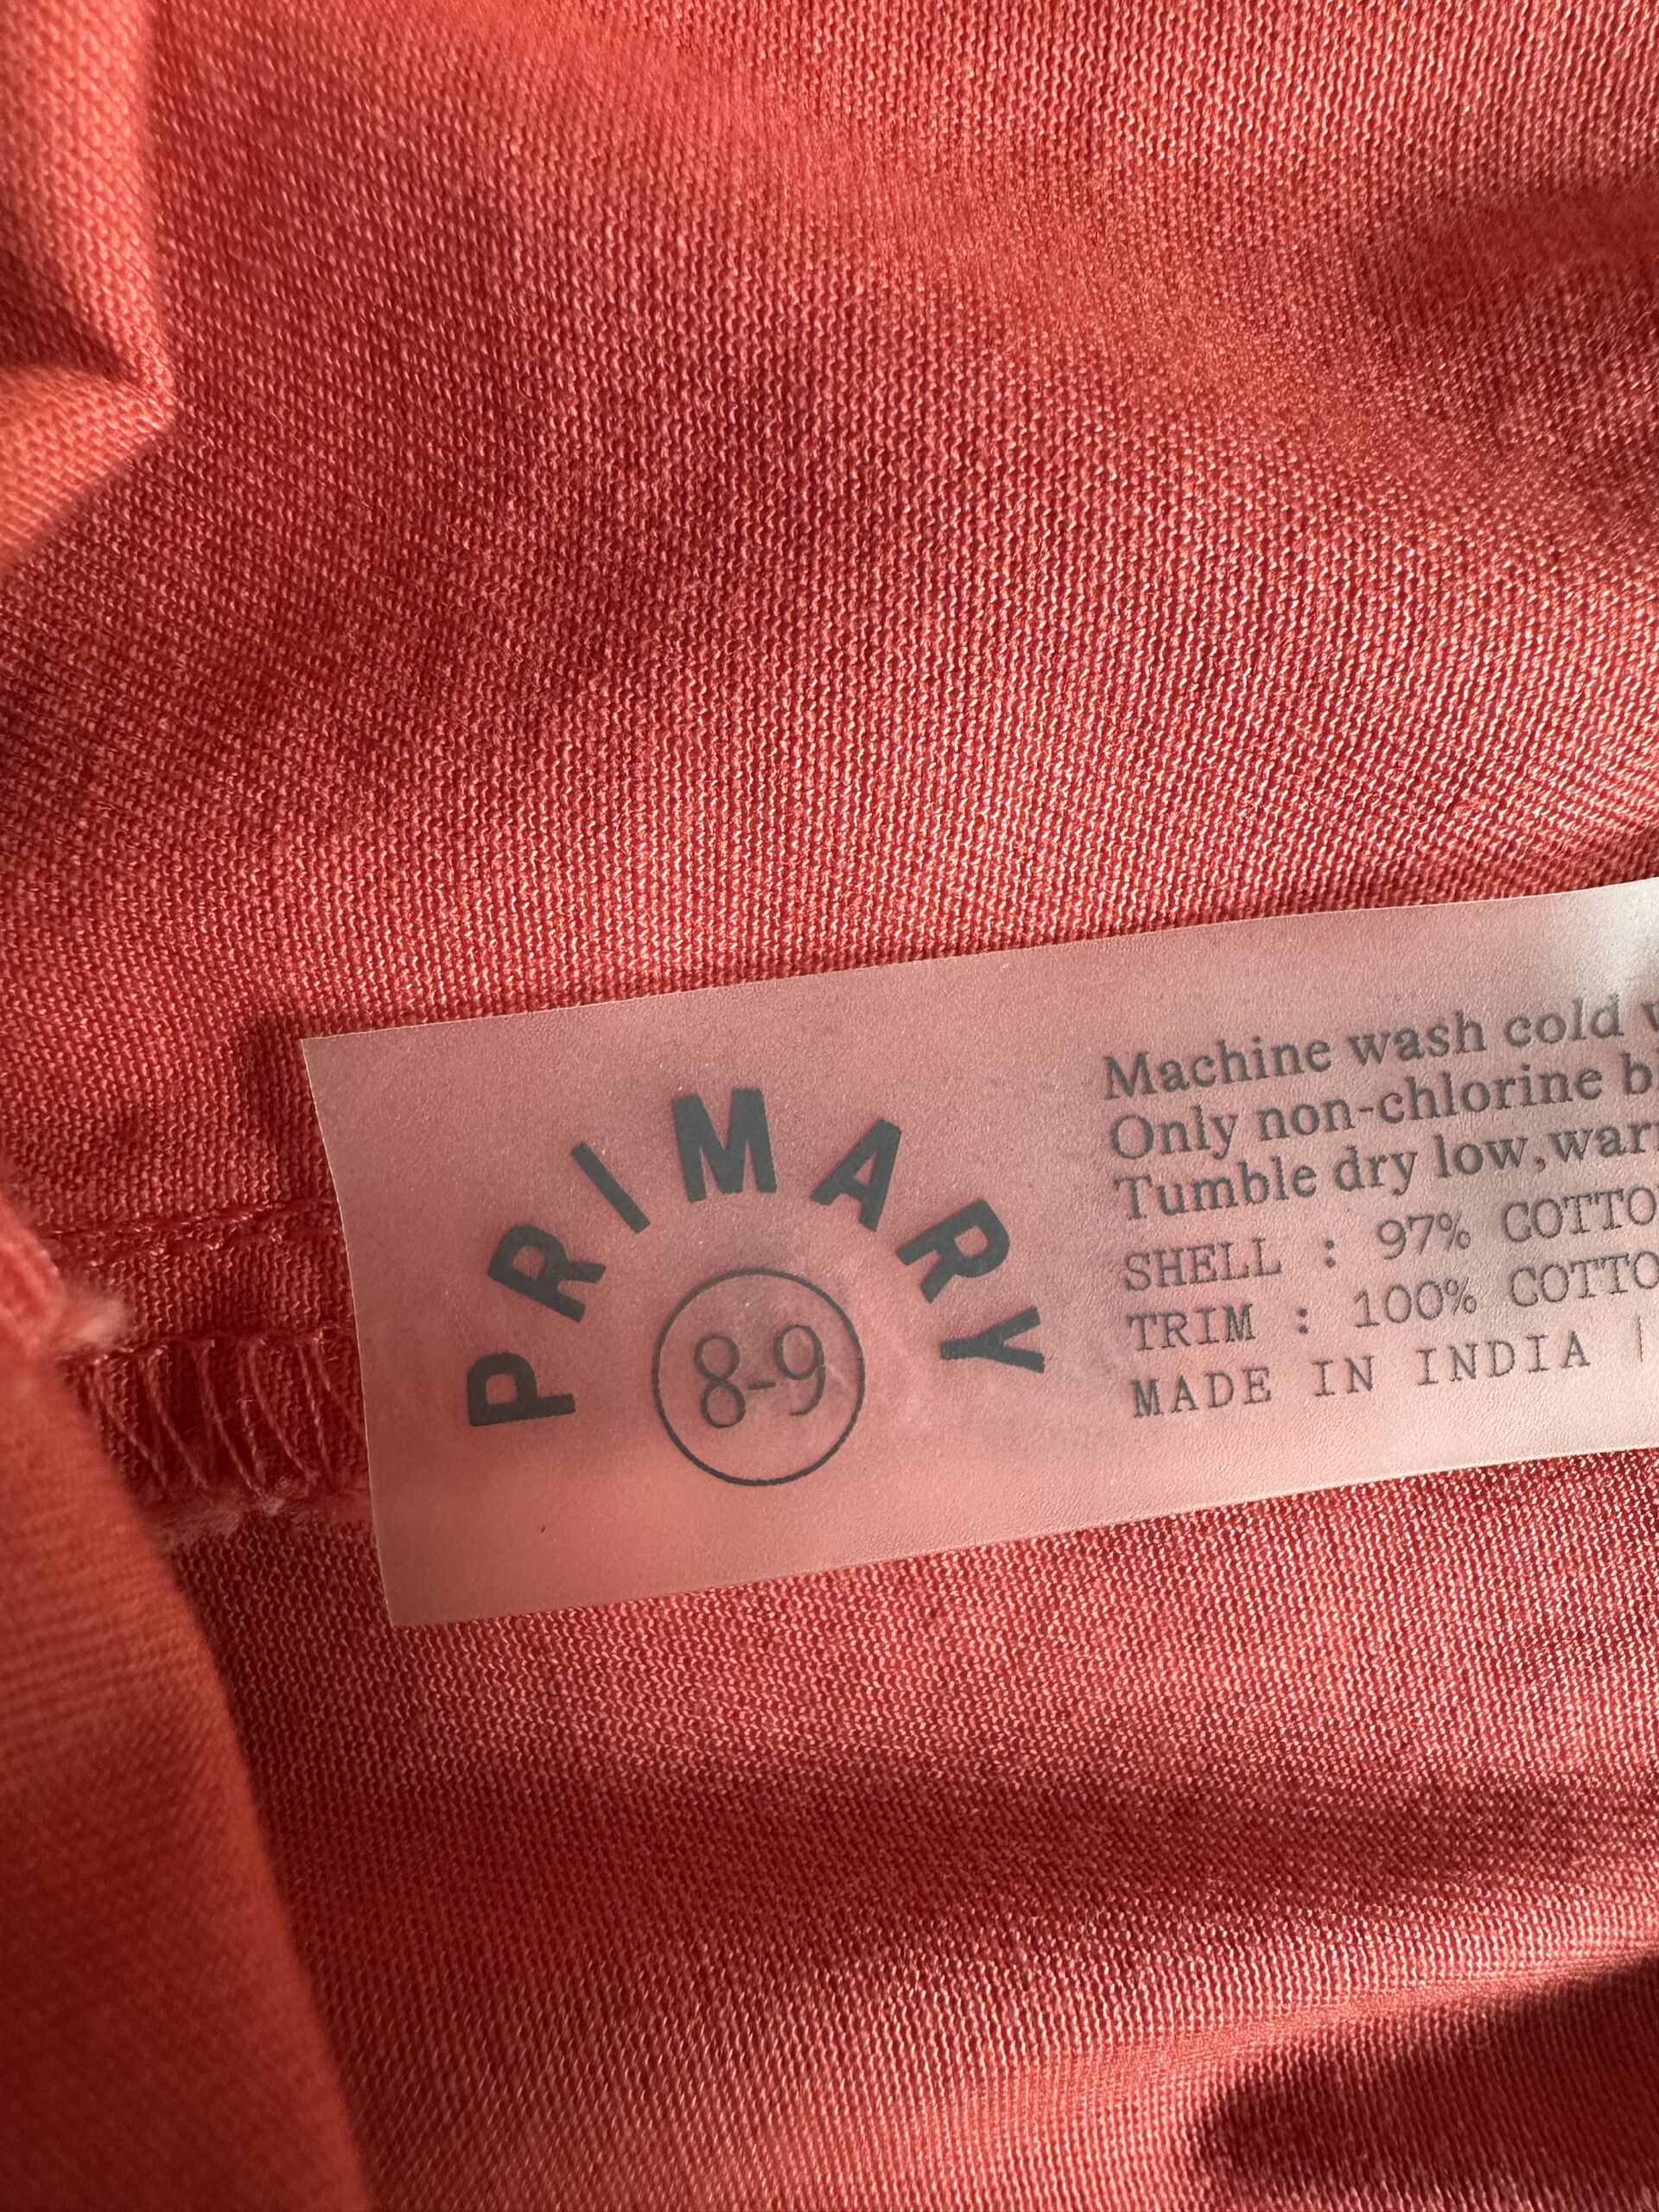 PRIMARY
8-9
Machine wash cold
Only non-chlorine
Tumble dry low,
SHELL : 97%
TRIM : 100%
MADE IN INDIA |